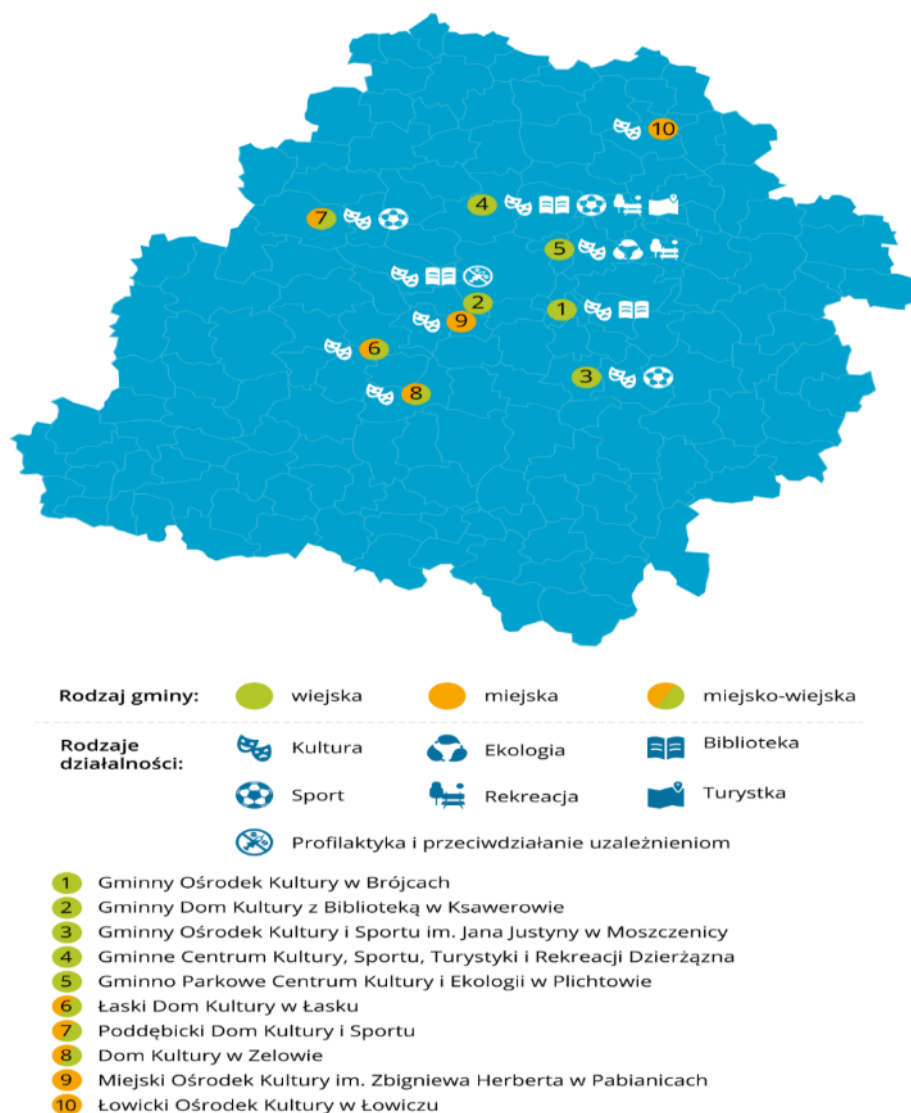 10
4
7
5
2
1
9
6
3
8
Rodzaj gminy: wiejska miejska miejsko-wiejska
Rodzaje działalności:
Kultura Ekologia Biblioteka
Sport Rekreacja Turystka
Profilaktyka i przeciwdziałanie uzależnieniom
1 Gminny Ośrodek Kultury w Brójcach
2 Gminny Dom Kultury z Biblioteką w Ksawerowie
3 Gminny Ośrodek Kultury i Sportu im. Jana Justyny w Moszczenicy
4 Gminne Centrum Kultury, Sportu, Turystyki i Rekreacji Dzierżązna
5 Gminno Parkowe Centrum Kultury i Ekologii w Plichtowie
6 Łaski Dom Kultury w Łasku
7 Poddębicki Dom Kultury i Sportu
8 Dom Kultury w Zelowie
9 Miejski Ośrodek Kultury im. Zbigniewa Herberta w Pabianicach
10 Łowicki Ośrodek Kultury w Łowiczu